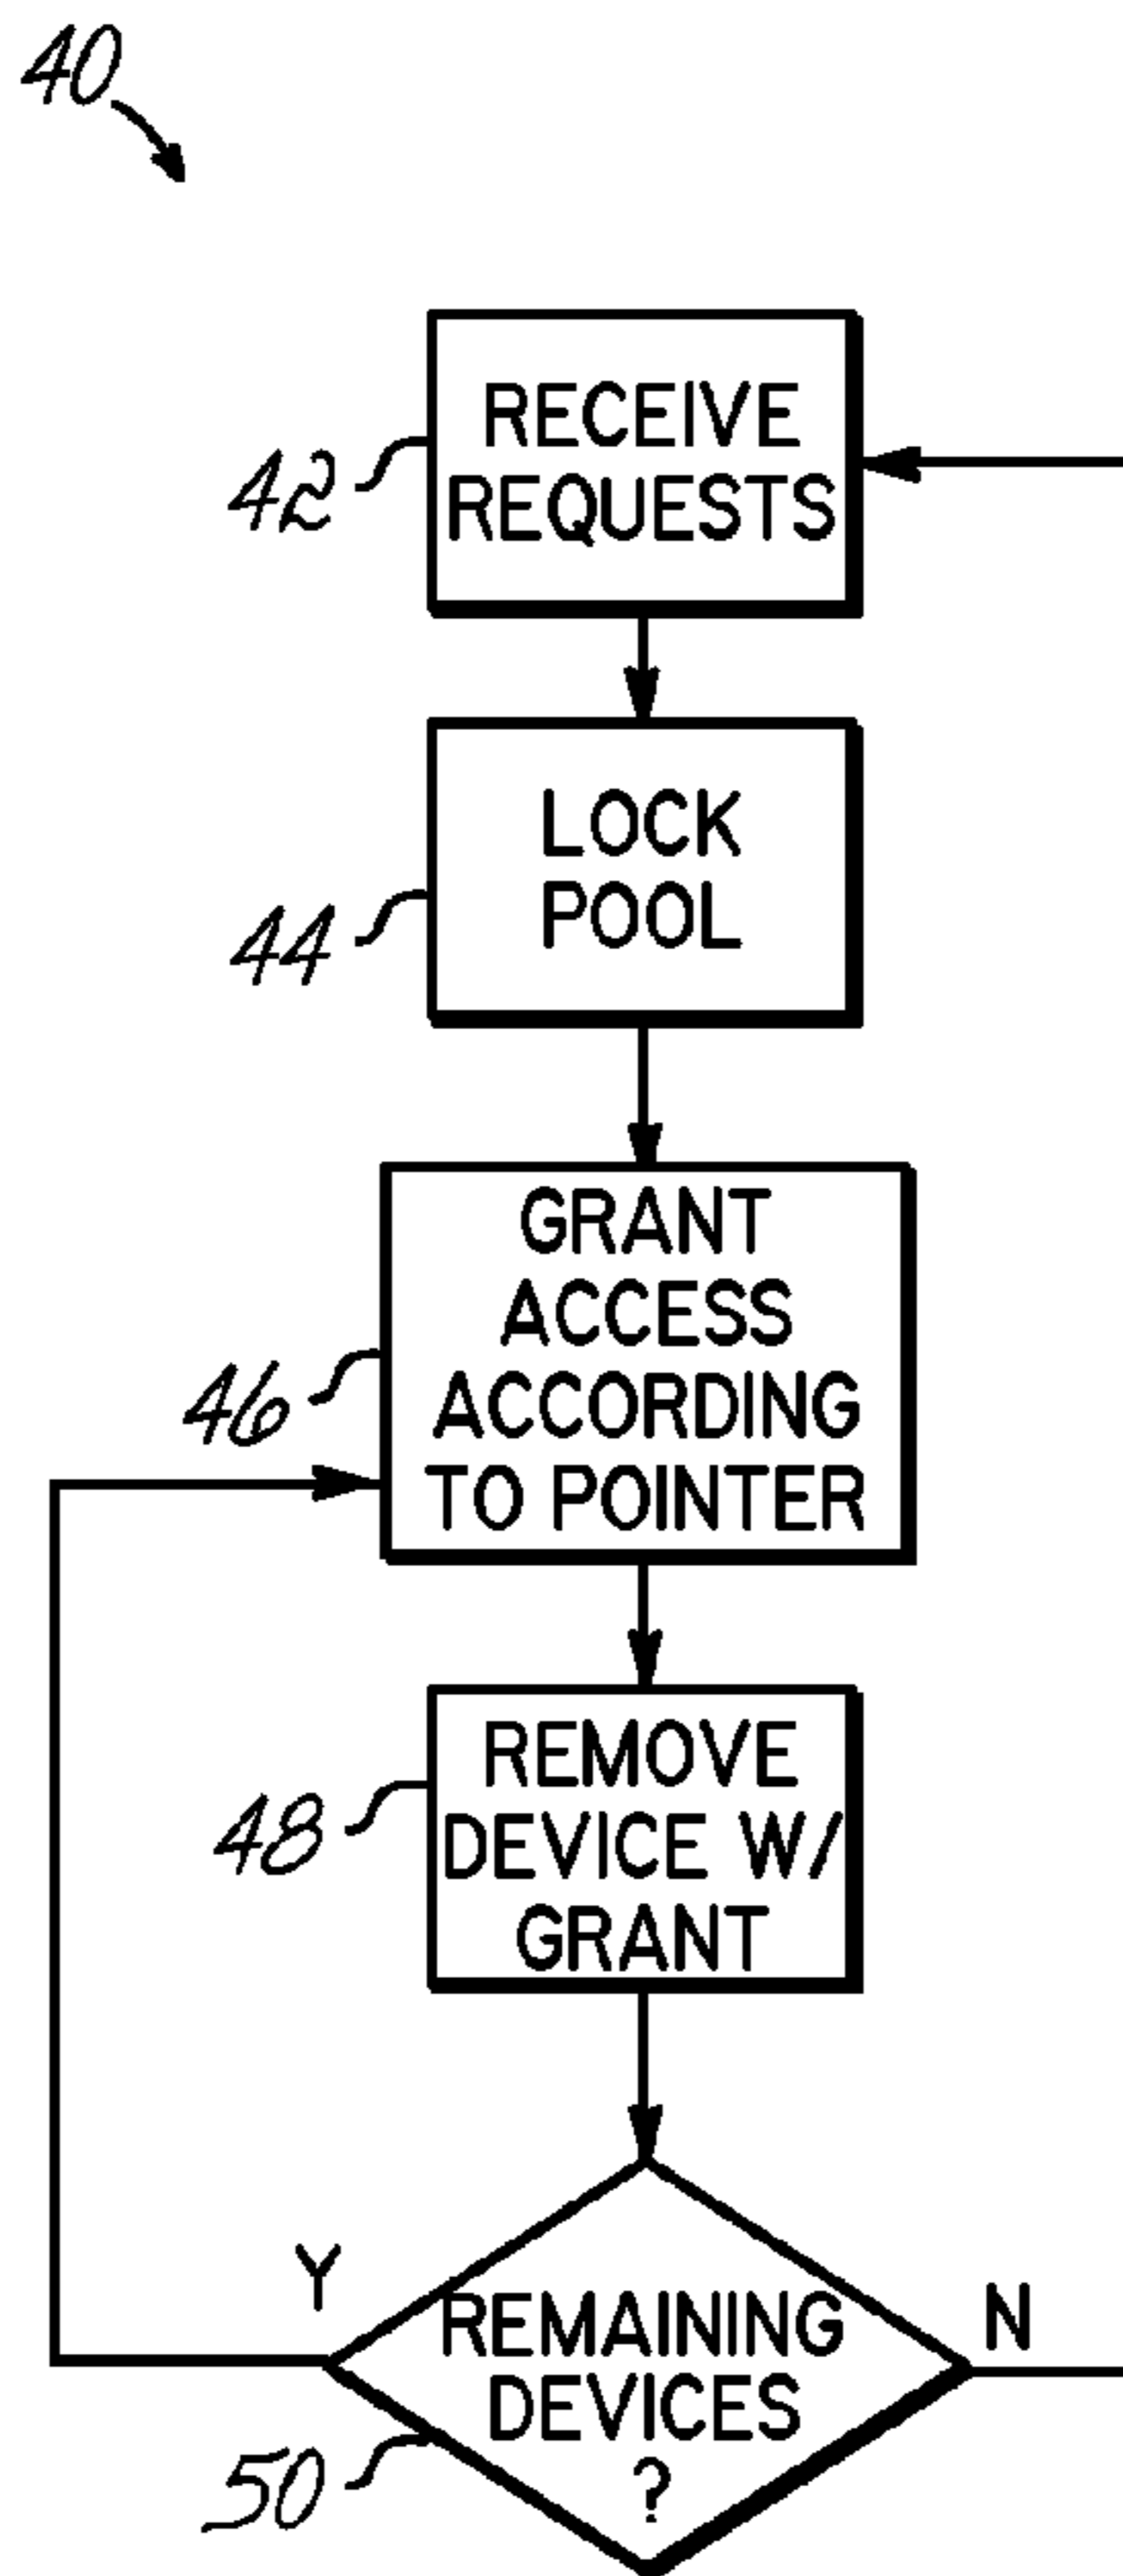 40
RECEIVE
REQUESTS
42
LOCK
POOL
44
GRANT
ACCESS
ACCORDING
TO POINTER
46
REMOVE
DEVICE W/
GRANT
48
Y
REMAINING
DEVICES
?
N
50